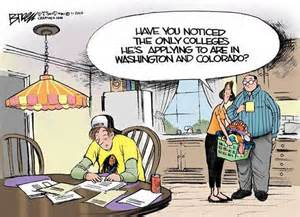 HAVE YOU NOTICED
THE ONLY COLLEGES
HE'S APPLYING TO ARE IN
WASHINGTON AND COLORADO?